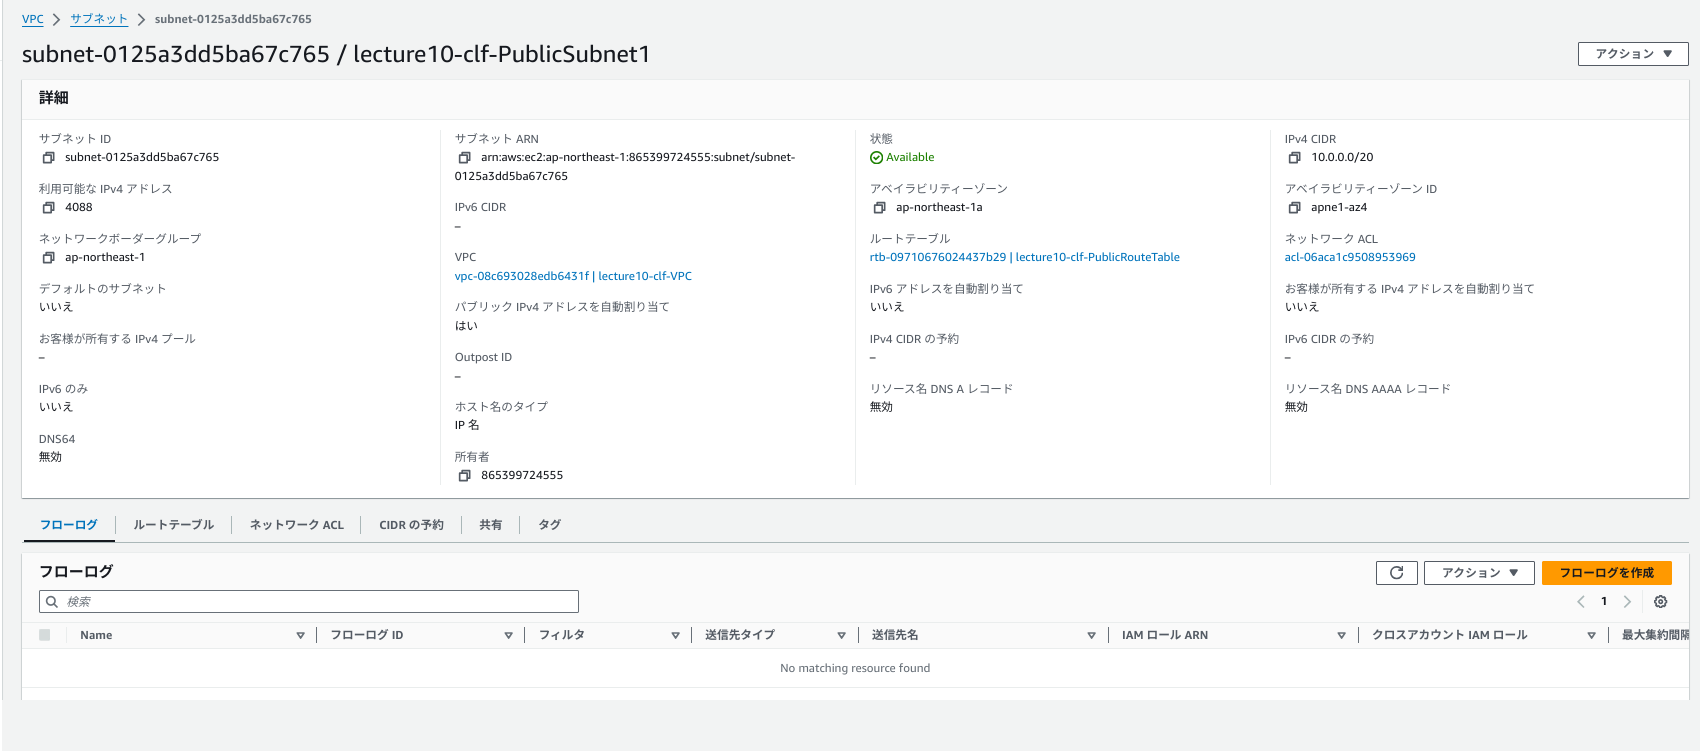 VPC > サブネット > subnet-0125a3dd5ba67c765
subnet-0125a3dd5ba67c765 / lecture10-clf-PublicSubnet1
アクション ▼
詳細
サブネット ID
subnet-0125a3dd5ba67c765
利用可能な IPv4 アドレス
4088
ネットワークボーダーグループ
ap-northeast-1
デフォルトのサブネット
いいえ
お客様が所有する IPv4 プール
–
IPv6 のみ
いいえ
DNS64
無効
サブネット ARN
arn:aws:ec2:ap-northeast-1:865399724555:subnet/subnet-
0125a3dd5ba67c765
IPv6 CIDR
–
VPC
vpc-08c693028edb6431f | lecture10-clf-VPC
パブリック IPv4 アドレスを自動割り当て
はい
Outpost ID
–
ホスト名のタイプ
IP 名
所有者
865399724555
状態
Available
アベイラビリティーゾーン
ap-northeast-1a
ルートテーブル
rtb-09710676024437b29 | lecture10-clf-PublicRouteTable
IPv6 アドレスを自動割り当て
いいえ
IPv4 CIDR の予約
–
リソース名 DNS A レコード
無効
IPv4 CIDR
10.0.0.0/20
アベイラビリティーゾーン ID
apne1-az4
ネットワーク ACL
acl-06aca1c9508953969
お客様が所有する IPv4 アドレスを自動割り当て
いいえ
IPv6 CIDR の予約
–
リソース名 DNS AAAA レコード
無効
フローログ ルートテーブル ネットワーク ACL CIDR の予約 共有 タグ
フローログ
アクション ▼
フローログを作成
検索
1
Name フローログ ID フィルタ 送信先タイプ 送信先名 IAM ロール ARN クロスアカウント IAM ロール 最大集約間隔
No matching resource found